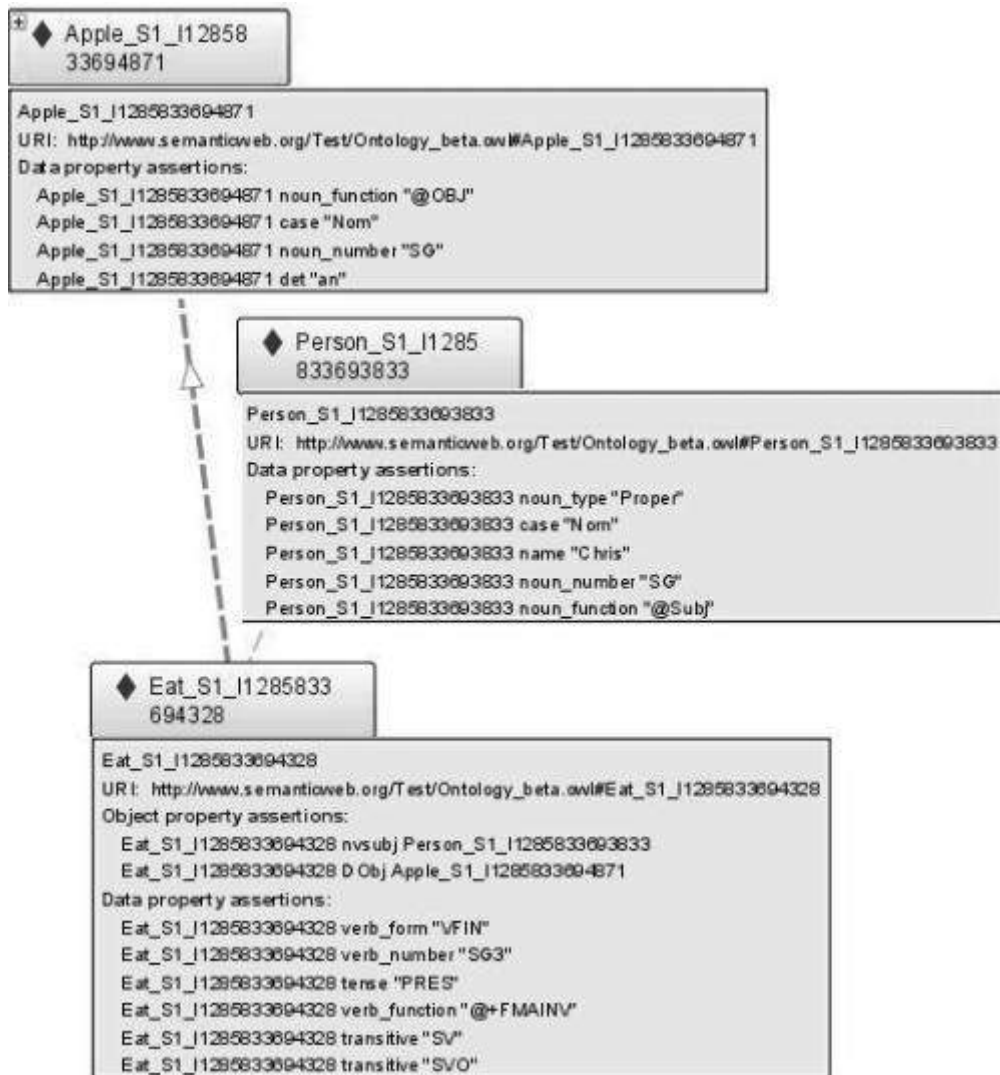 Apple_S1_I12858
33694871
Apple_S1_I1285833694871
URI: http://www.semanticweb.org/Test/Ontology_beta.owl#Apple_S1_I1285833694871
Data property assertions:
Apple_S1_I1285833694871 noun_function "@OBJ"
Apple_S1_I1285833694871 case "Nom"
Apple_S1_I1285833694871 noun_number "SG"
Apple_S1_I1285833694871 det "an"
Person_S1_I1285
833693833
Person_S1_I1285833693833
URI: http://www.semanticweb.org/Test/Ontology_beta.owl#Person_S1_I1285833693833
Data property assertions:
Person_S1_I1285833693833 noun_type "Proper"
Person_S1_I1285833693833 case "Nom"
Person_S1_I1285833693833 name "Chris"
Person_S1_I1285833693833 noun_number "SG"
Person_S1_I1285833693833 noun_function "@Subj"
Eat_S1_I1285833
694328
Eat_S1_I1285833694328
URI: http://www.semanticweb.org/Test/Ontology_beta.owl#Eat_S1_I1285833694328
Object property assertions:
Eat_S1_I1285833694328 nvsubj Person_S1_I1285833693833
Eat_S1_I1285833694328 D Obj Apple_S1_I1285833694871
Data property assertions:
Eat_S1_I1285833694328 verb_form "VFIN"
Eat_S1_I1285833694328 verb_number "SG3"
Eat_S1_I1285833694328 tense "PRES"
Eat_S1_I1285833694328 verb_function "@+FMAINV"
Eat_S1_I1285833694328 transitive "SV"
Eat_S1_I1285833694328 transitive "SVO"